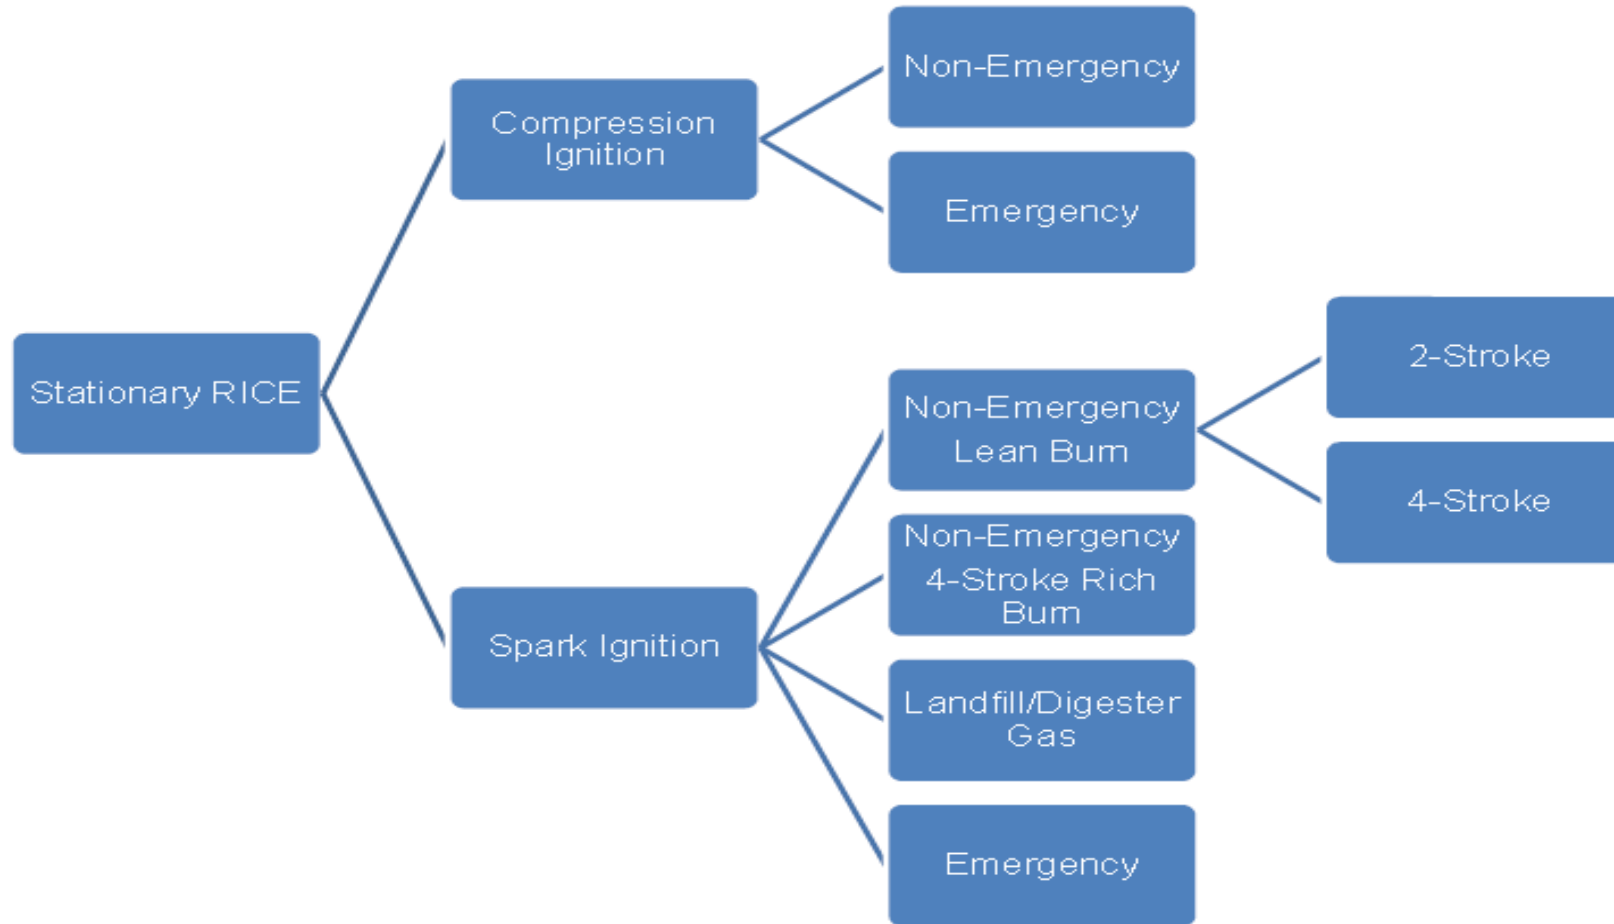 Non-Emergency
Compression
Ignition
Emergency
2-Stroke
Stationary RICE
Non-Emergency
Lean Burn
4-Stroke
Non-Emergency
4-Stroke Rich
Burn
Spark Ignition
Landfill/Digester
Gas
Emergency